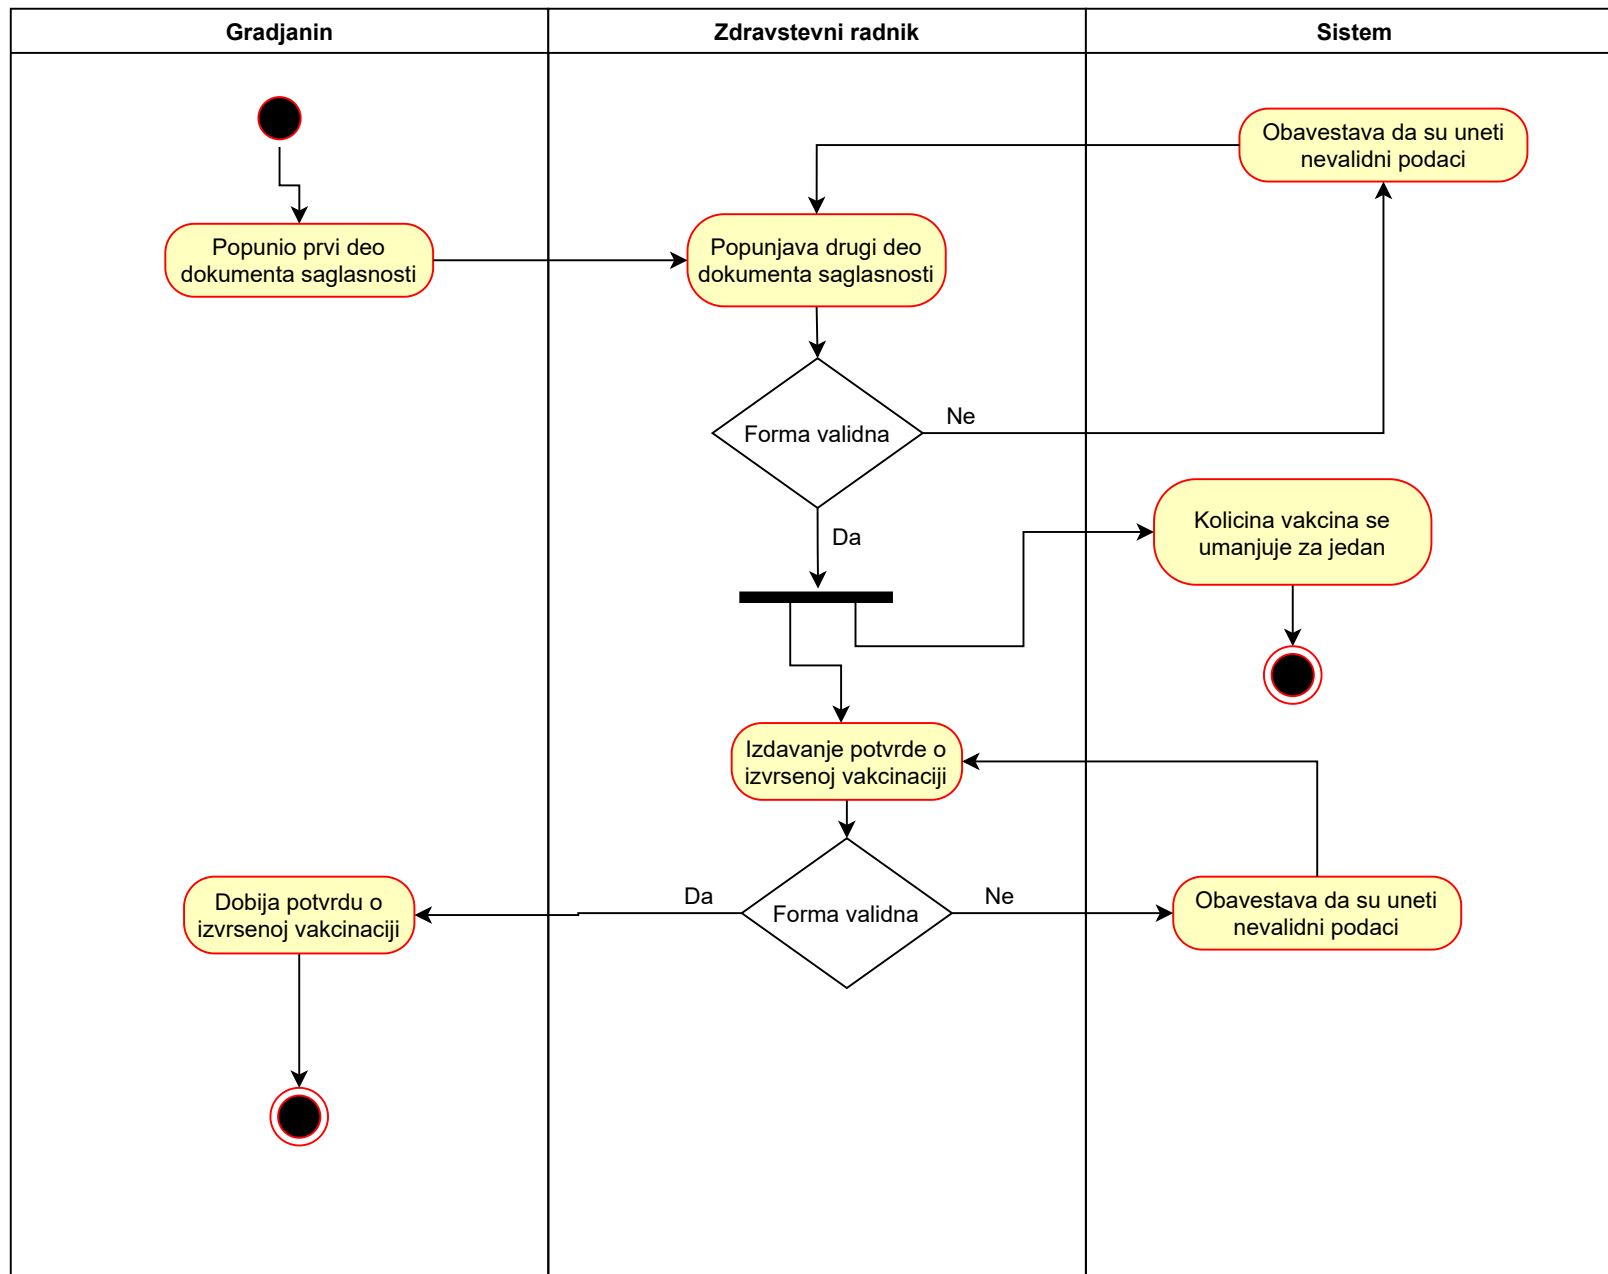 Gradjanin
Zdravstevni radnik
Sistem
Obavestava da su uneti
nevalidni podaci
Popunio prvi deo
dokumenta saglasnosti
Popunjava drugi deo
dokumenta saglasnosti
Ne
Forma validna
Kolicina vakcina se
umanjuje za jedan
Da
Izdavanje potvrde o
izvrsenoj vakcinaciji
Dobija potvrdu o
izvrsenoj vakcinaciji
Da
Forma validna
Ne
Obavestava da su uneti
nevalidni podaci